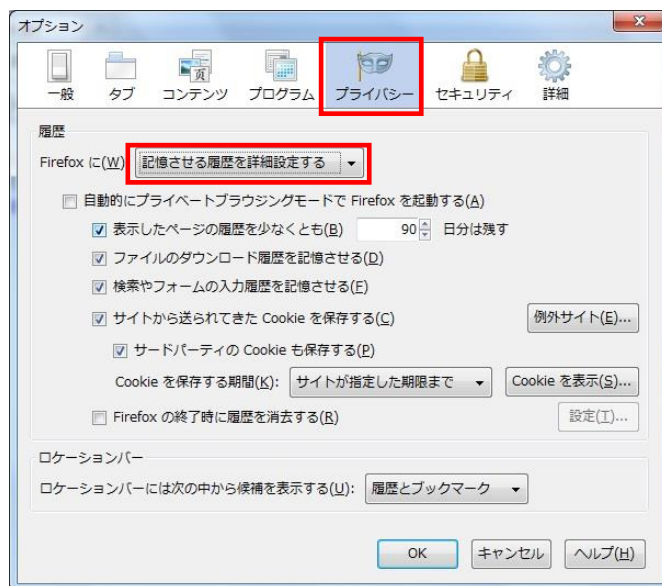 オプション
一般 タブ コンテンツ プログラム プライバシー セキュリティ 詳細
履歴
Firefox に(W) 記憶させる履歴を詳細設定する
自動的にプライベートブラウジングモードで Firefox を起動する(A)
表示したページの履歴を少なくとも(B) 90 日分は残す
ファイルのダウンロード履歴を記憶させる(D)
検索やフォームの入力履歴を記憶させる(F)
サイトから送られてきた Cookie を保存する(C) 例外サイト(E)...
サードパーティの Cookie も保存する(P)
Cookie を保存する期間(K): サイトが指定した期限まで Cookie を表示(S)...
Firefox の終了時に履歴を消去する(R) 設定(T)...
ロケーションバー
ロケーションバーには次の中から候補を表示する(U): 履歴とブックマーク
OK キャンセル ヘルプ(H)